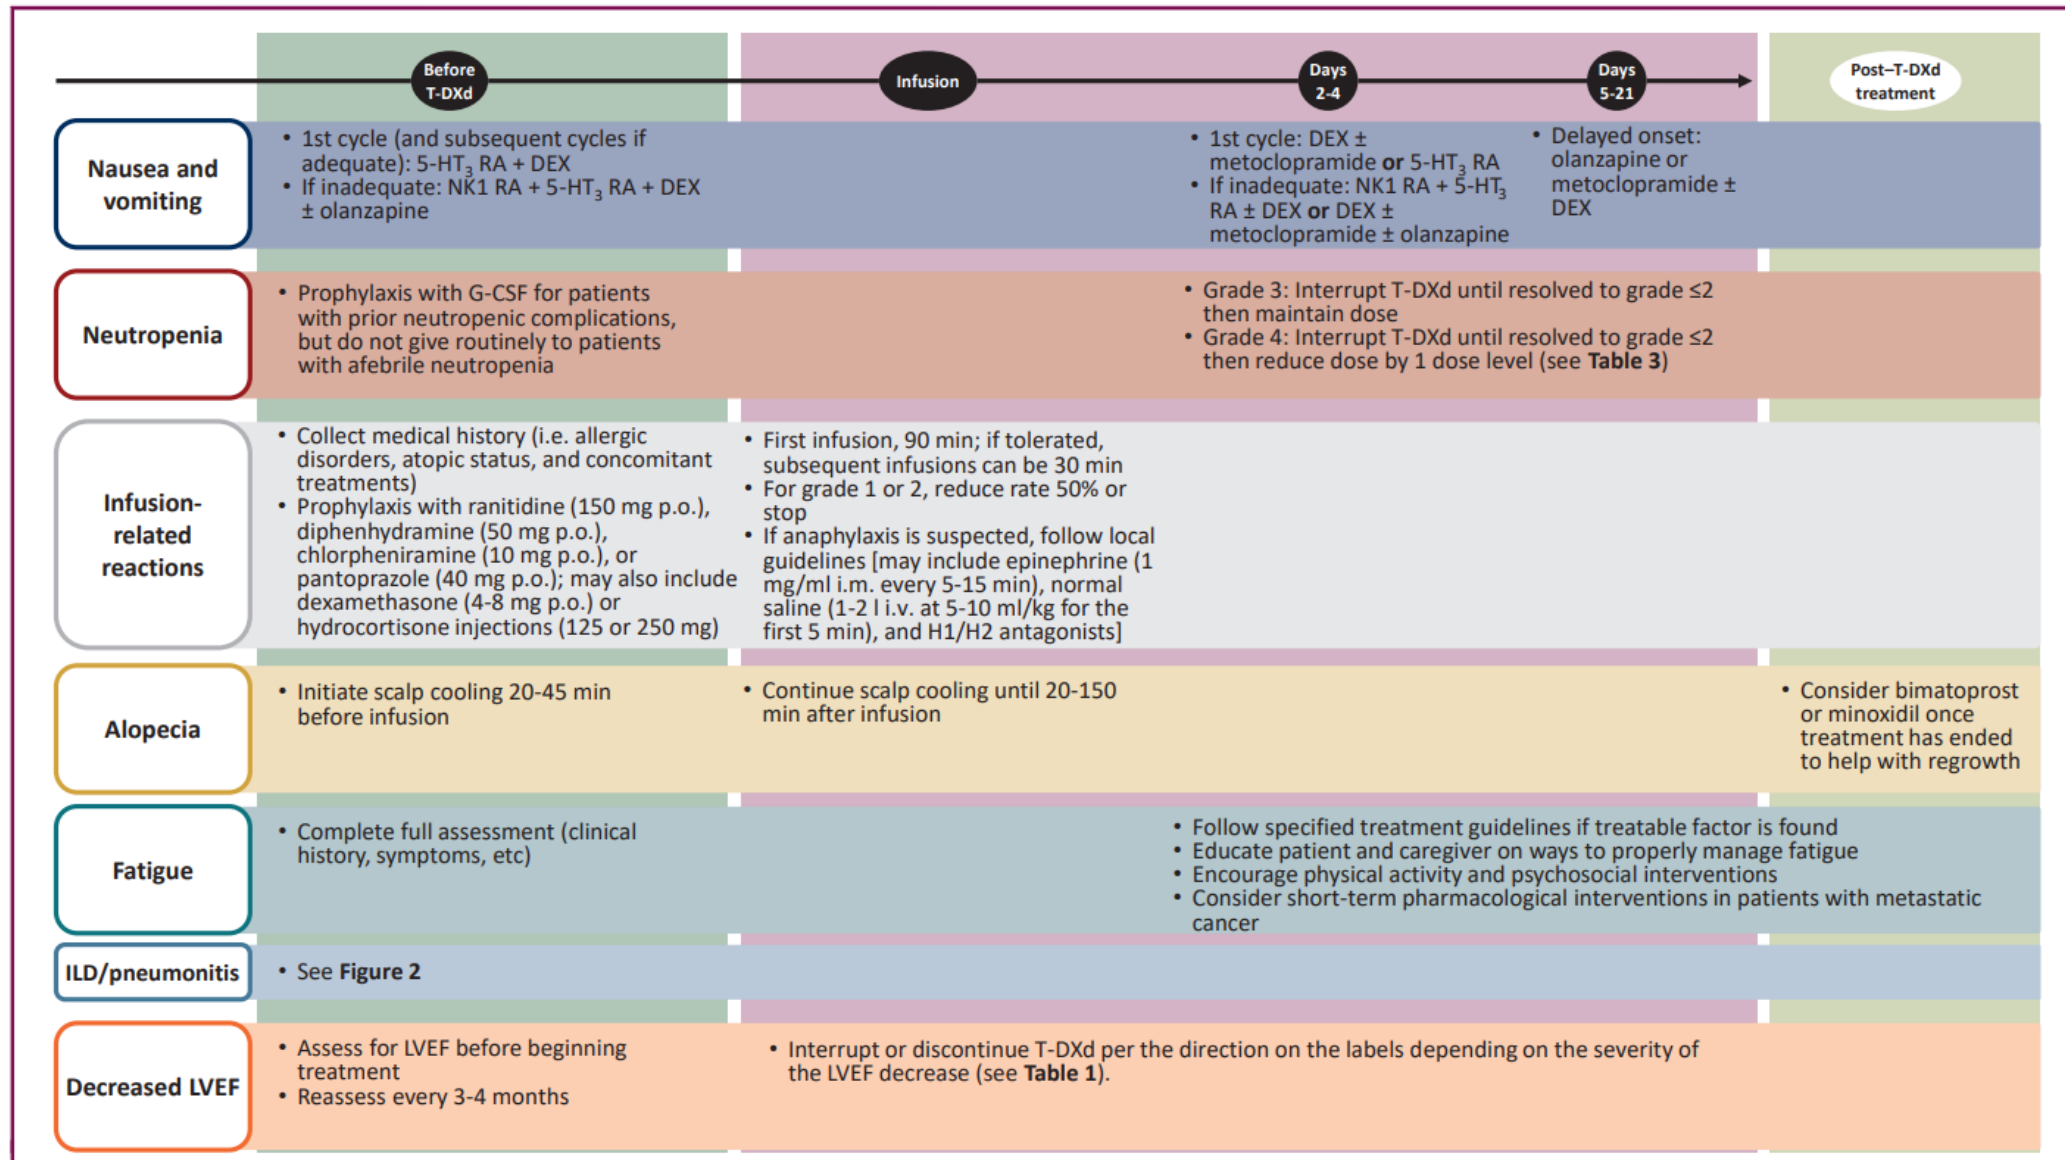 Before
T-DXd
Infusion
Days
2-4
Days
5-21
Post–T-DXd
treatment
Nausea and
vomiting
• 1st cycle (and subsequent cycles if
adequate): 5-HT₃ RA + DEX
• If inadequate: NK1 RA + 5-HT₃ RA + DEX
± olanzapine
• 1st cycle: DEX ±
metoclopramide or 5-HT₃ RA
• If inadequate: NK1 RA + 5-HT₃
RA ± DEX or DEX ±
metoclopramide ± olanzapine
• Delayed onset:
olanzapine or
metoclopramide ±
DEX
Neutropenia
• Prophylaxis with G-CSF for patients
with prior neutropenic complications,
but do not give routinely to patients
with afebrile neutropenia
• Grade 3: Interrupt T-DXd until resolved to grade ≤2
then maintain dose
• Grade 4: Interrupt T-DXd until resolved to grade ≤2
then reduce dose by 1 dose level (see Table 3)
Infusion-
related
reactions
• Collect medical history (i.e. allergic
disorders, atopic status, and concomitant
treatments)
• Prophylaxis with ranitidine (150 mg p.o.),
diphenhydramine (50 mg p.o.),
chlorpheniramine (10 mg p.o.), or
pantoprazole (40 mg p.o.); may also include
dexamethasone (4-8 mg p.o.) or
hydrocortisone injections (125 or 250 mg)
• First infusion, 90 min; if tolerated,
subsequent infusions can be 30 min
• For grade 1 or 2, reduce rate 50% or
stop
• If anaphylaxis is suspected, follow local
guidelines [may include epinephrine (1
mg/ml i.m. every 5-15 min), normal
saline (1-2 l i.v. at 5-10 ml/kg for the
first 5 min), and H1/H2 antagonists]
Alopecia
• Initiate scalp cooling 20-45 min
before infusion
• Continue scalp cooling until 20-150
min after infusion
• Consider bimatoprost
or minoxidil once
treatment has ended
to help with regrowth
Fatigue
• Complete full assessment (clinical
history, symptoms, etc)
• Follow specified treatment guidelines if treatable factor is found
• Educate patient and caregiver on ways to properly manage fatigue
• Encourage physical activity and psychosocial interventions
• Consider short-term pharmacological interventions in patients with metastatic
cancer
ILD/pneumonitis
• See Figure 2
Decreased LVEF
• Assess for LVEF before beginning
treatment
• Reassess every 3-4 months
• Interrupt or discontinue T-DXd per the direction on the labels depending on the severity of
the LVEF decrease (see Table 1).